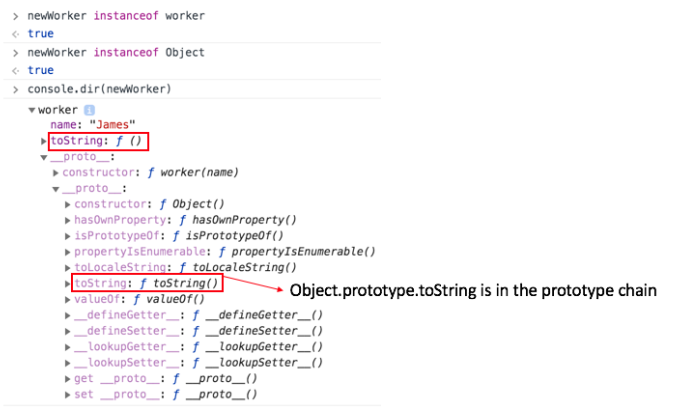 > newWorker instanceof worker
< true
> newWorker instanceof Object
< true
> console.dir(newWorker)
▼worker i
name: "James"
▶toString: ƒ ()
▼__proto__:
▶constructor: ƒ worker(name)
▼__proto__:
▶constructor: ƒ Object()
▶hasOwnProperty: ƒ hasOwnProperty()
▶isPrototypeOf: ƒ isPrototypeOf()
▶propertyIsEnumerable: ƒ propertyIsEnumerable()
▶toLocaleString: ƒ toLocaleString()
▶toString: ƒ toString()
Object.prototype.toString is in the prototype chain
▶valueOf: ƒ valueOf()
▶__defineGetter__: ƒ __defineGetter__()
▶__defineSetter__: ƒ __defineSetter__()
▶__lookupGetter__: ƒ __lookupGetter__()
▶__lookupSetter__: ƒ __lookupSetter__()
▶get __proto__: ƒ __proto__()
▶set __proto__: ƒ __proto__()